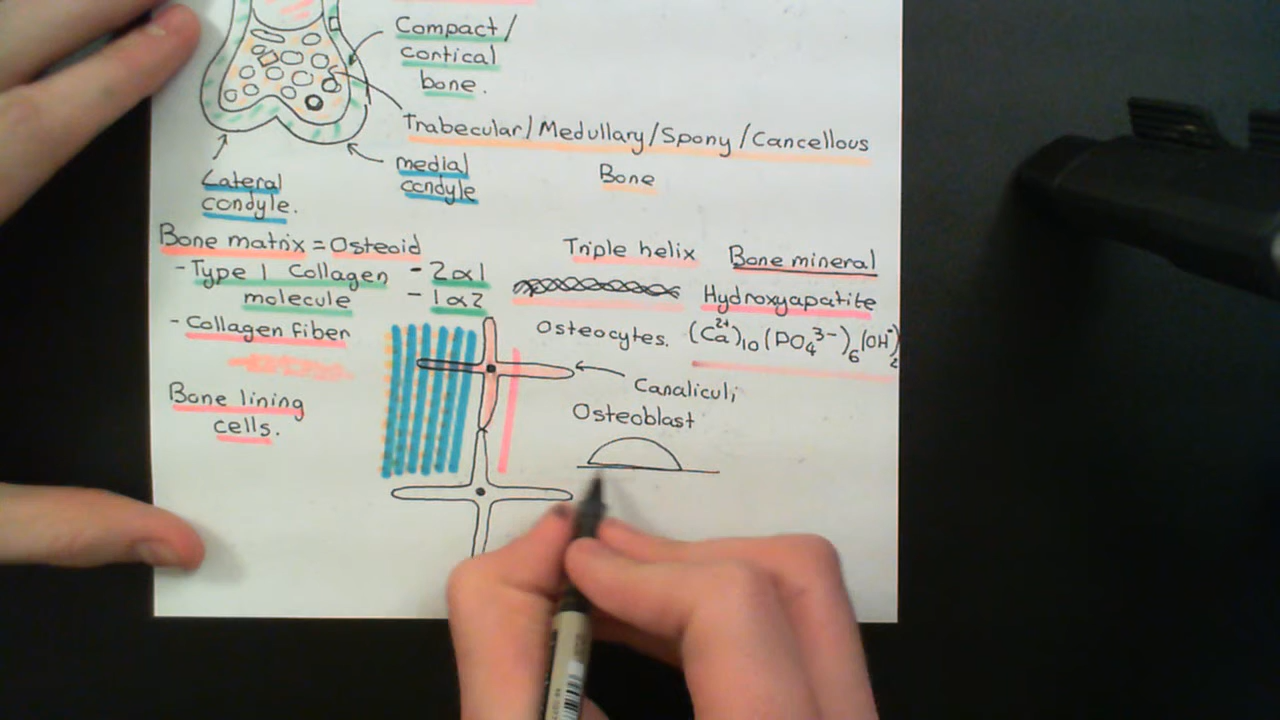 Compact/
cortical
bone.
Trabecular/Medullary/Spony/Cancellous
Bone
Lateral
condyle.
medial
condyle
Bone matrix = Osteoid
- Type 1 Collagen
molecule
- 2α1
- 1α2
- Collagen fiber
Bone lining
cells.
Triple helix
Bone mineral
Hydroxyapatite
(Ca²⁺)₁₀(PO₄³⁻)₆(OH⁻)₂
Osteocytes.
Canaliculi
Osteoblast